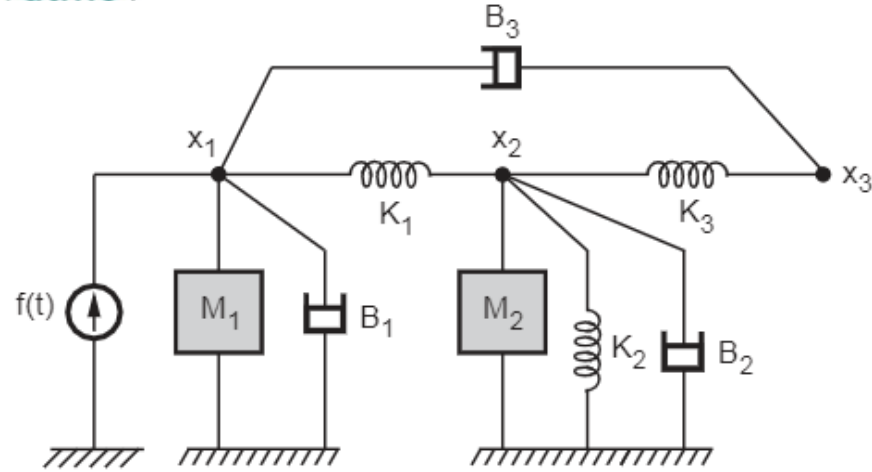 B₃
x₁
x₂
x₃
K₁
K₃
f(t)
M₁
B₁
M₂
K₂
B₂